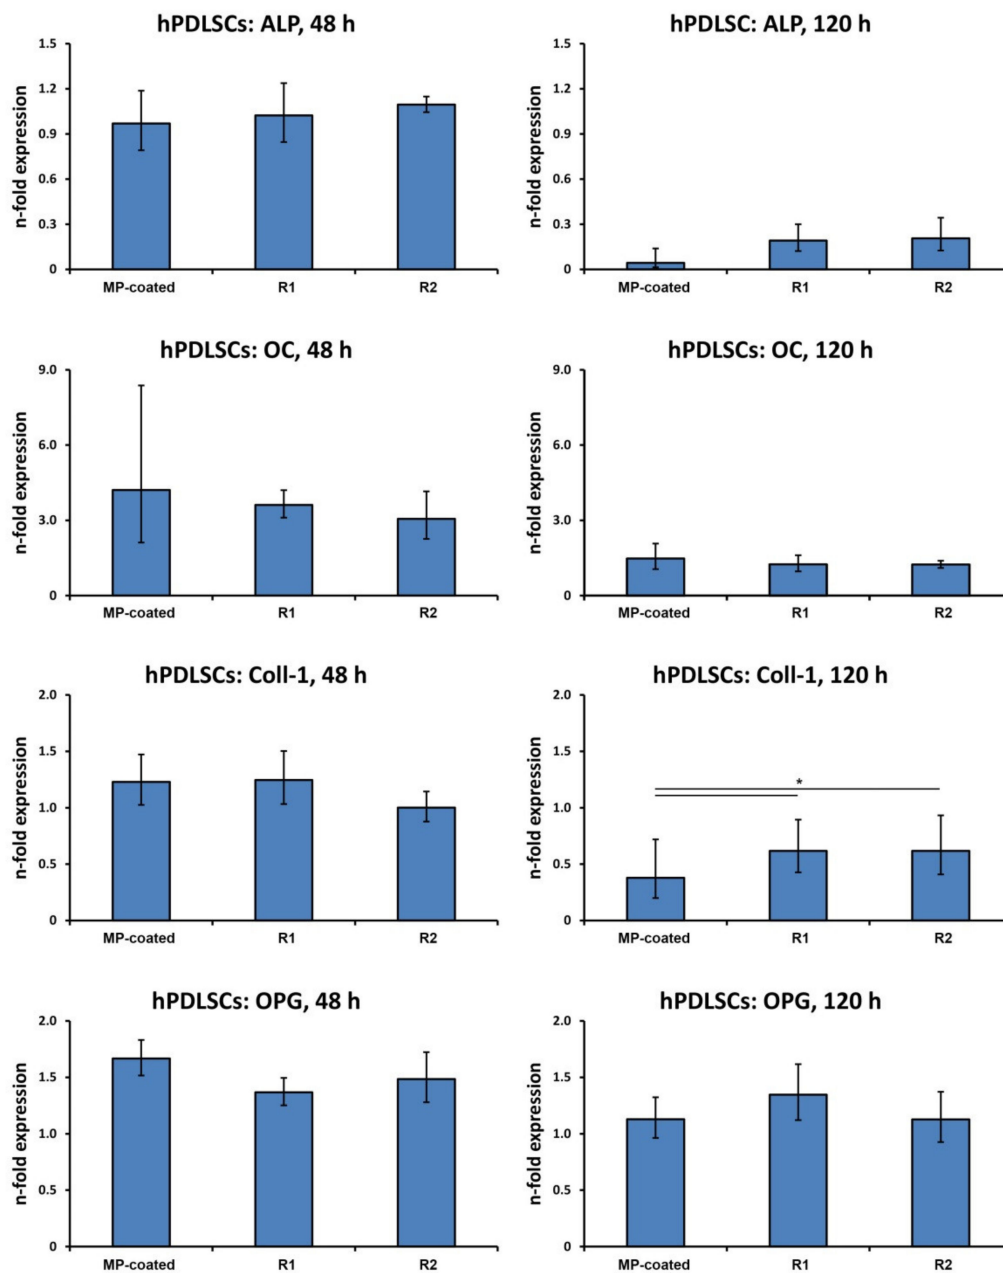 hPDLSCs: ALP, 48 h
n-fold expression
1.5
1.2
0.9
0.6
0.3
0
MP-coated R1 R2
hPDLSC: ALP, 120 h
n-fold expression
1.5
1.2
0.9
0.6
0.3
0
MP-coated R1 R2
hPDLSCs: OC, 48 h
n-fold expression
9.0
6.0
3.0
0
MP-coated R1 R2
hPDLSCs: OC, 120 h
n-fold expression
9.0
6.0
3.0
0
MP-coated R1 R2
hPDLSCs: Coll-1, 48 h
n-fold expression
2.0
1.5
1.0
0.5
0
MP-coated R1 R2
hPDLSCs: Coll-1, 120 h
n-fold expression
2.0
1.5
1.0
0.5
0
*
MP-coated R1 R2
hPDLSCs: OPG, 48 h
n-fold expression
2.0
1.5
1.0
0.5
0
MP-coated R1 R2
hPDLSCs: OPG, 120 h
n-fold expression
2.0
1.5
1.0
0.5
0
MP-coated R1 R2